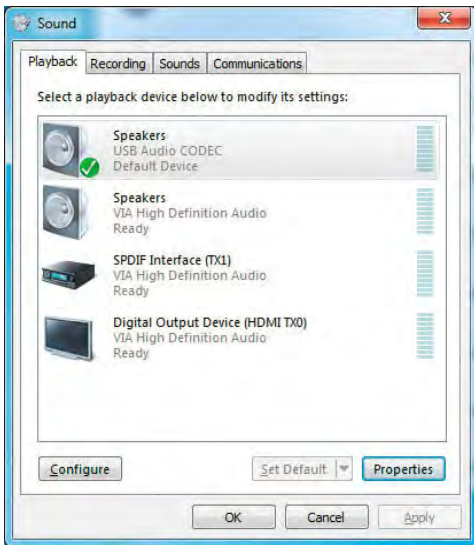 Sound
Playback Recording Sounds Communications
Select a playback device below to modify its settings:
Speakers
USB Audio CODEC
Default Device
Speakers
VIA High Definition Audio
Ready
SPDIF Interface (TX1)
VIA High Definition Audio
Ready
Digital Output Device (HDMI TX0)
VIA High Definition Audio
Ready
Configure Set Default Properties
OK Cancel Apply